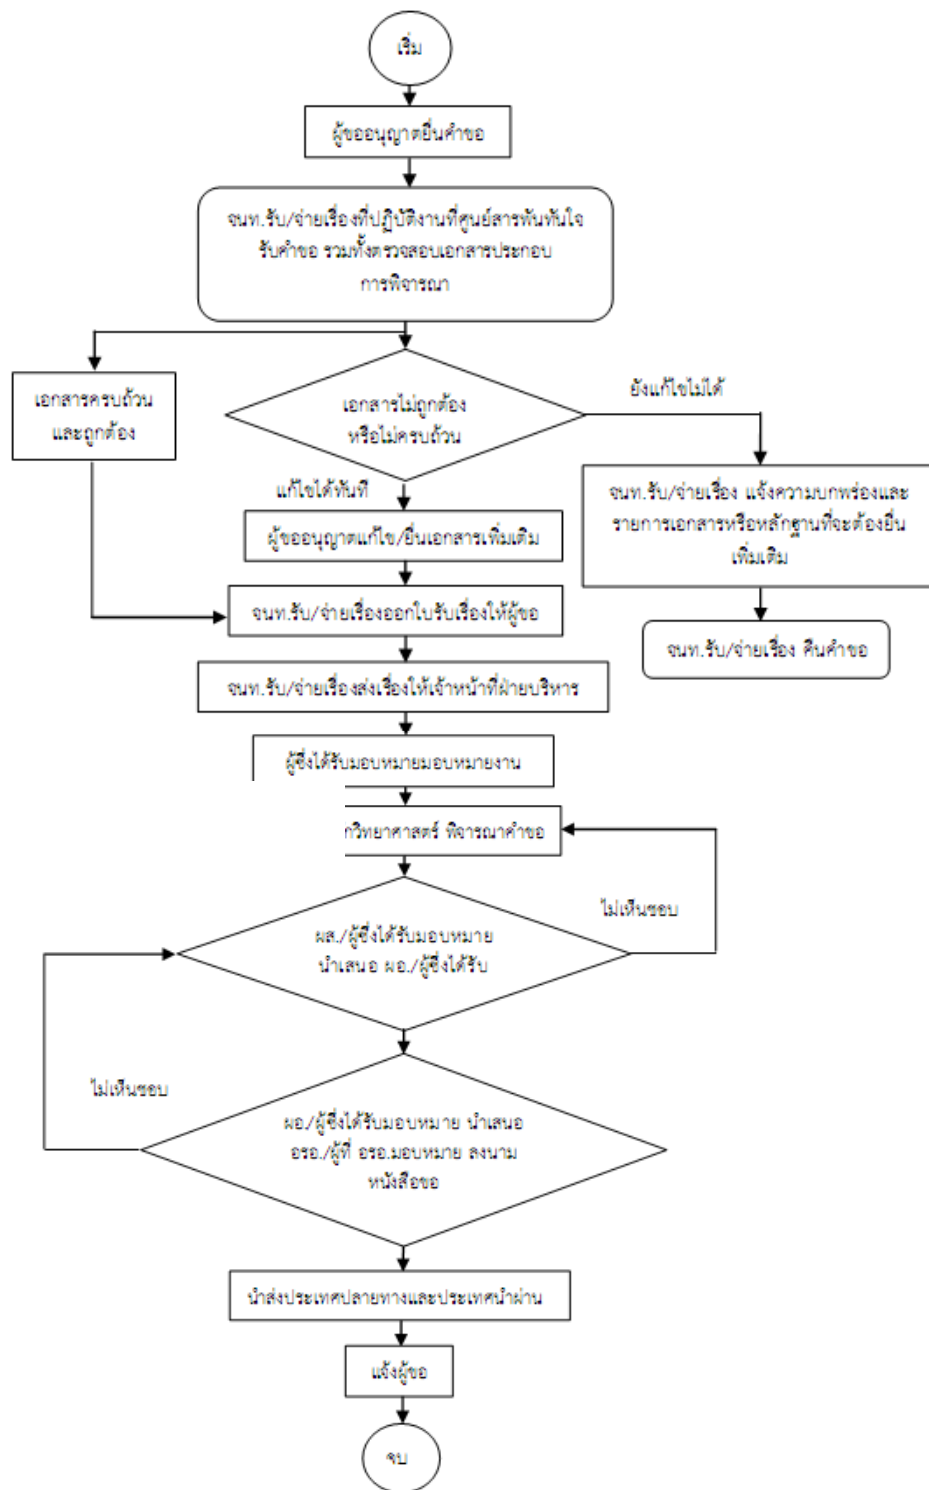 เริ่ม
ผู้ขออนุญาตยื่นคำขอ
จนท.รับ/จ่ายเรื่องที่ปฏิบัติงานที่ศูนย์สารพันทันใจ
รับคำขอ รวมทั้งตรวจสอบเอกสารประกอบ
การพิจารณา
เอกสารครบถ้วน
และถูกต้อง
เอกสารไม่ถูกต้อง
หรือไม่ครบถ้วน
ยังแก้ไขไม่ได้
แก้ไขได้ทันที
จนท.รับ/จ่ายเรื่อง แจ้งความบกพร่องและ
รายการเอกสารหรือหลักฐานที่จะต้องยื่น
เพิ่มเติม
ผู้ขออนุญาตแก้ไข/ยื่นเอกสารเพิ่มเติม
จนท.รับ/จ่ายเรื่องออกใบรับเรื่องให้ผู้ขอ
จนท.รับ/จ่ายเรื่อง คืนคำขอ
จนท.รับ/จ่ายเรื่องส่งเรื่องให้เจ้าหน้าที่ฝ่ายบริหาร
ผู้ซึ่งได้รับมอบหมายมอบหมายงาน
กวิทยาศาสตร์ พิจารณาคำขอ
ไม่เห็นชอบ
ผส./ผู้ซึ่งได้รับมอบหมาย
นำเสนอ ผอ./ผู้ซึ่งได้รับ
ไม่เห็นชอบ
ผอ./ผู้ซึ่งได้รับมอบหมาย นำเสนอ
อรอ./ผู้ที่ อรอ.มอบหมาย ลงนาม
หนังสือขอ
นำส่งประเทศปลายทางและประเทศนำผ่าน
แจ้งผู้ขอ
จบ